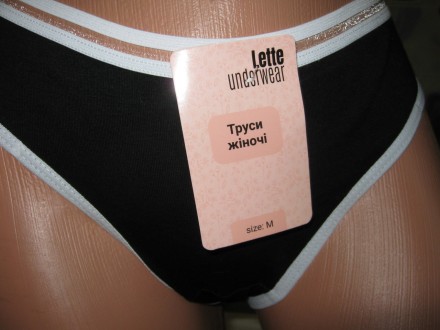 Lette
underwear
Труси
жіночі
size: M